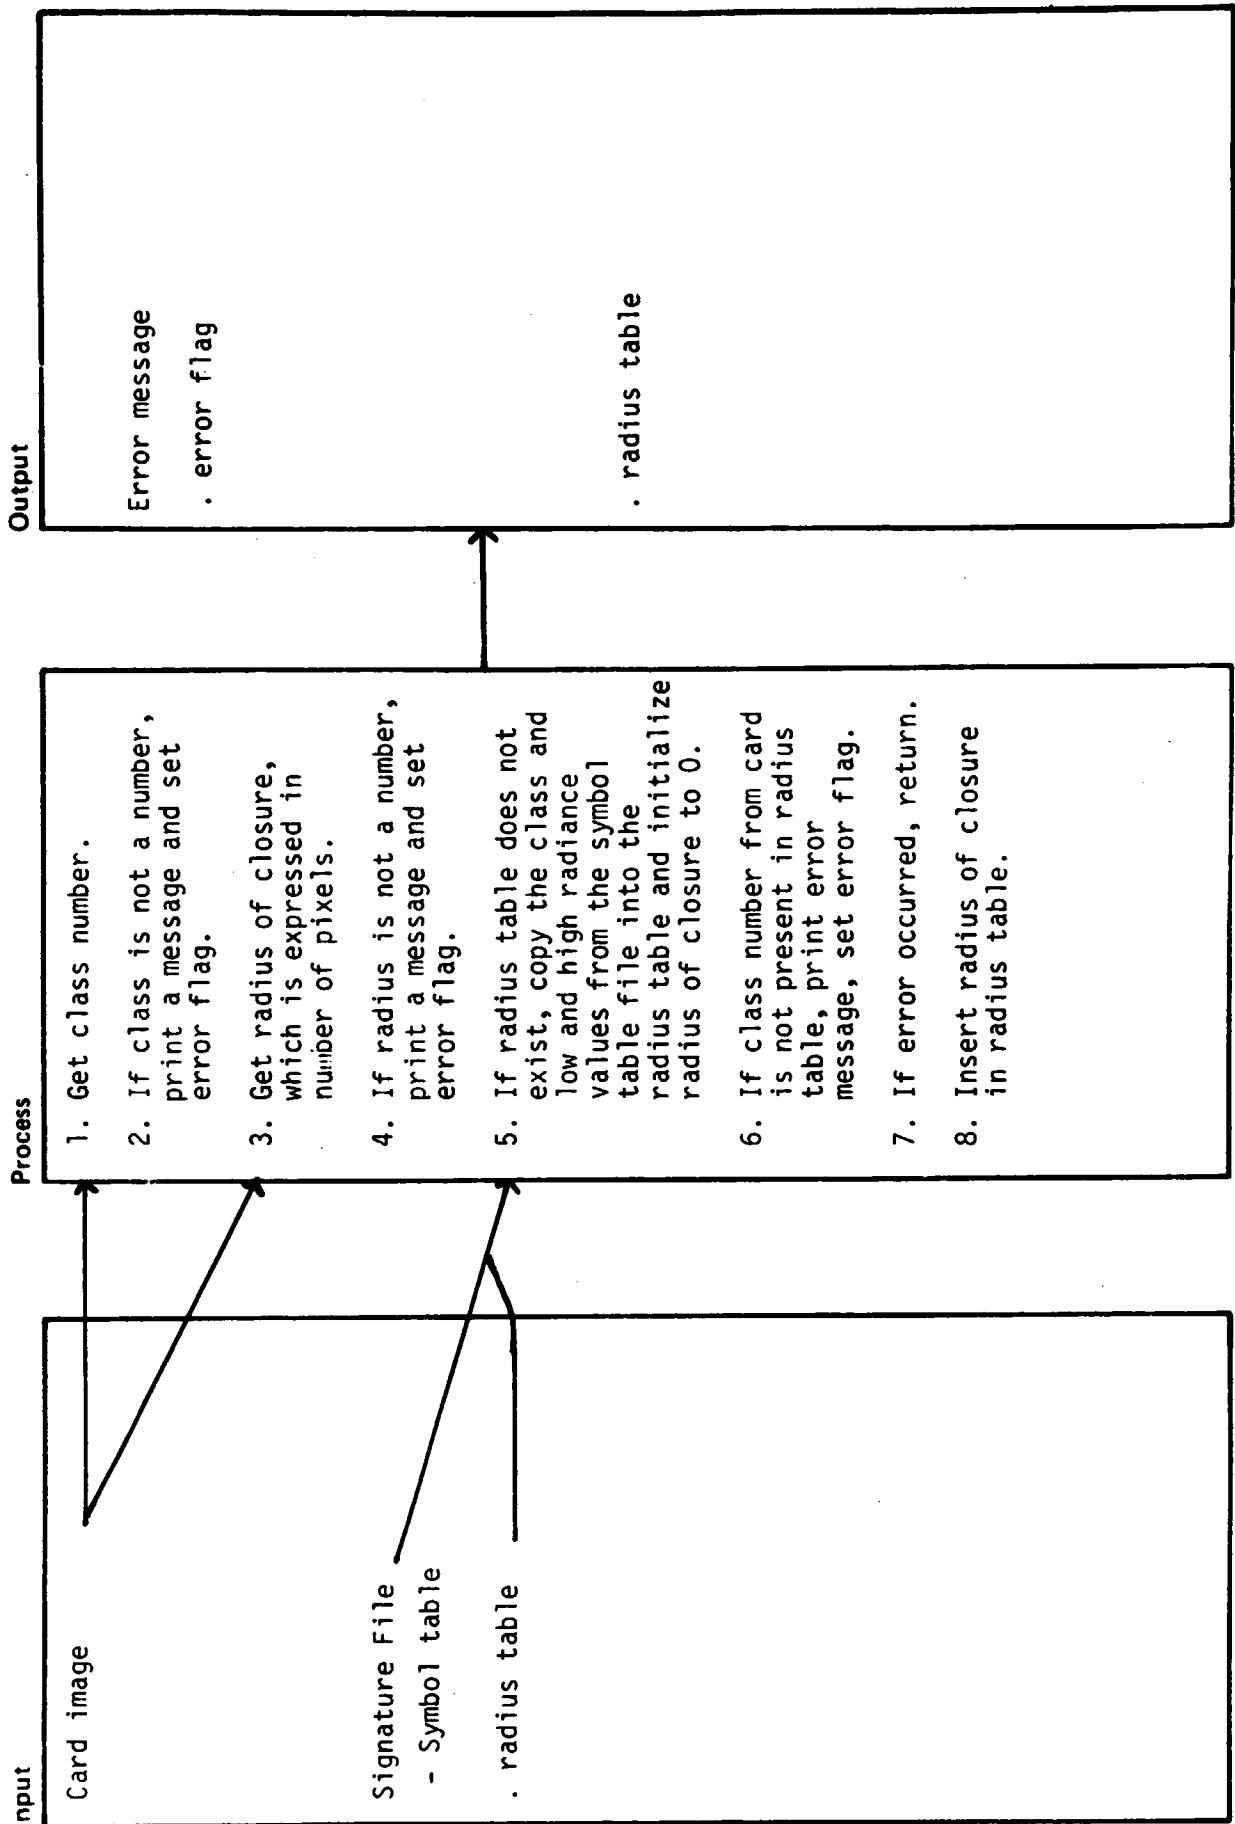 nput
Card image
Signature File
- Symbol table
. radius table
Process
1. Get class number.
2. If class is not a number,
print a message and set
error flag.
3. Get radius of closure,
which is expressed in
number of pixels.
4. If radius is not a number,
print a message and set
error flag.
5. If radius table does not
exist, copy the class and
low and high radiance
values from the symbol
table file into the
radius table and initialize
radius of closure to 0.
6. If class number from card
is not present in radius
table, print error
message, set error flag.
7. If error occurred, return.
8. Insert radius of closure
in radius table.
Output
Error message
. error flag
. radius table